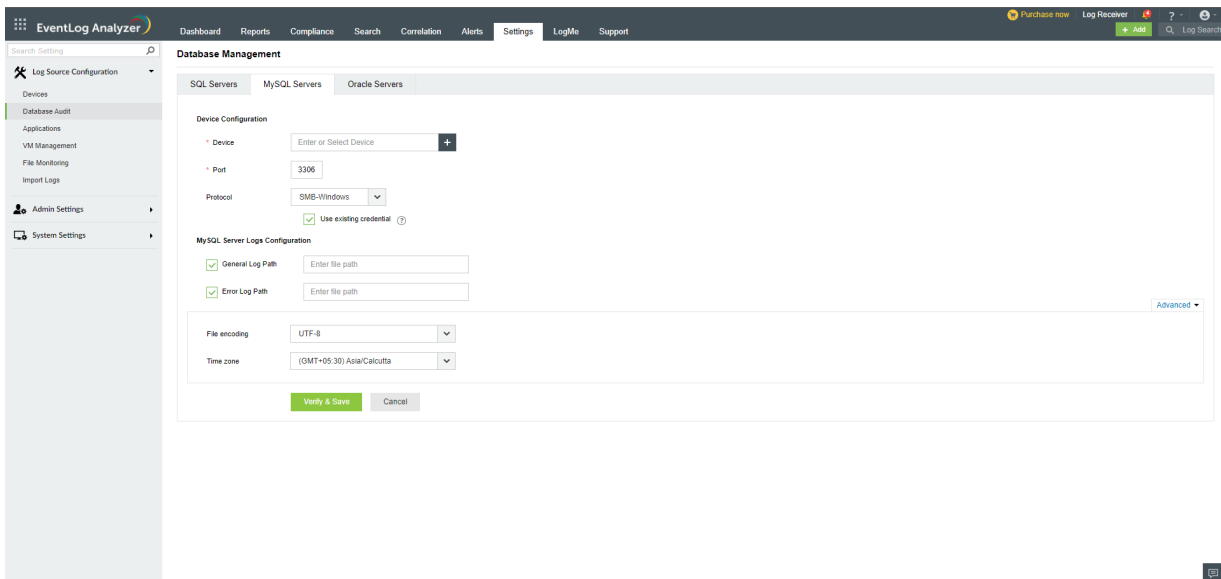 Purchase now Log Receiver ?
EventLog Analyzer
Dashboard Reports Compliance Search Correlation Alerts Settings LogMe Support
+ Add Log Search
Search Setting
Database Management
Log Source Configuration
SQL Servers MySQL Servers Oracle Servers
Devices
Database Audit
Applications
VM Management
File Monitoring
Import Logs
Admin Settings
System Settings
Device Configuration
* Device Enter or Select Device +
* Port 3306
Protocol SMB-Windows
Use existing credential ?
MySQL Server Logs Configuration
General Log Path Enter file path
Error Log Path Enter file path
Advanced
File encoding UTF-8
Time zone (GMT+05:30) Asia/Calcutta
Verify & Save Cancel